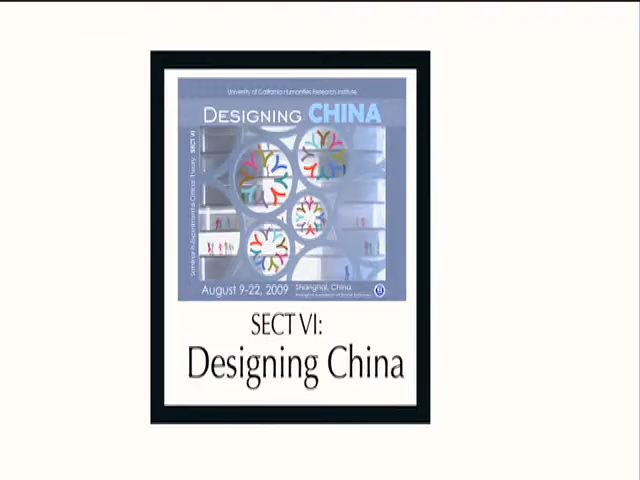 University of California Humanities Research Institute
DESIGNING CHINA
Seminar in Experimental Critical Theory: SECT VI
August 9-22, 2009
Shanghai, China
SECT VI:
Designing China